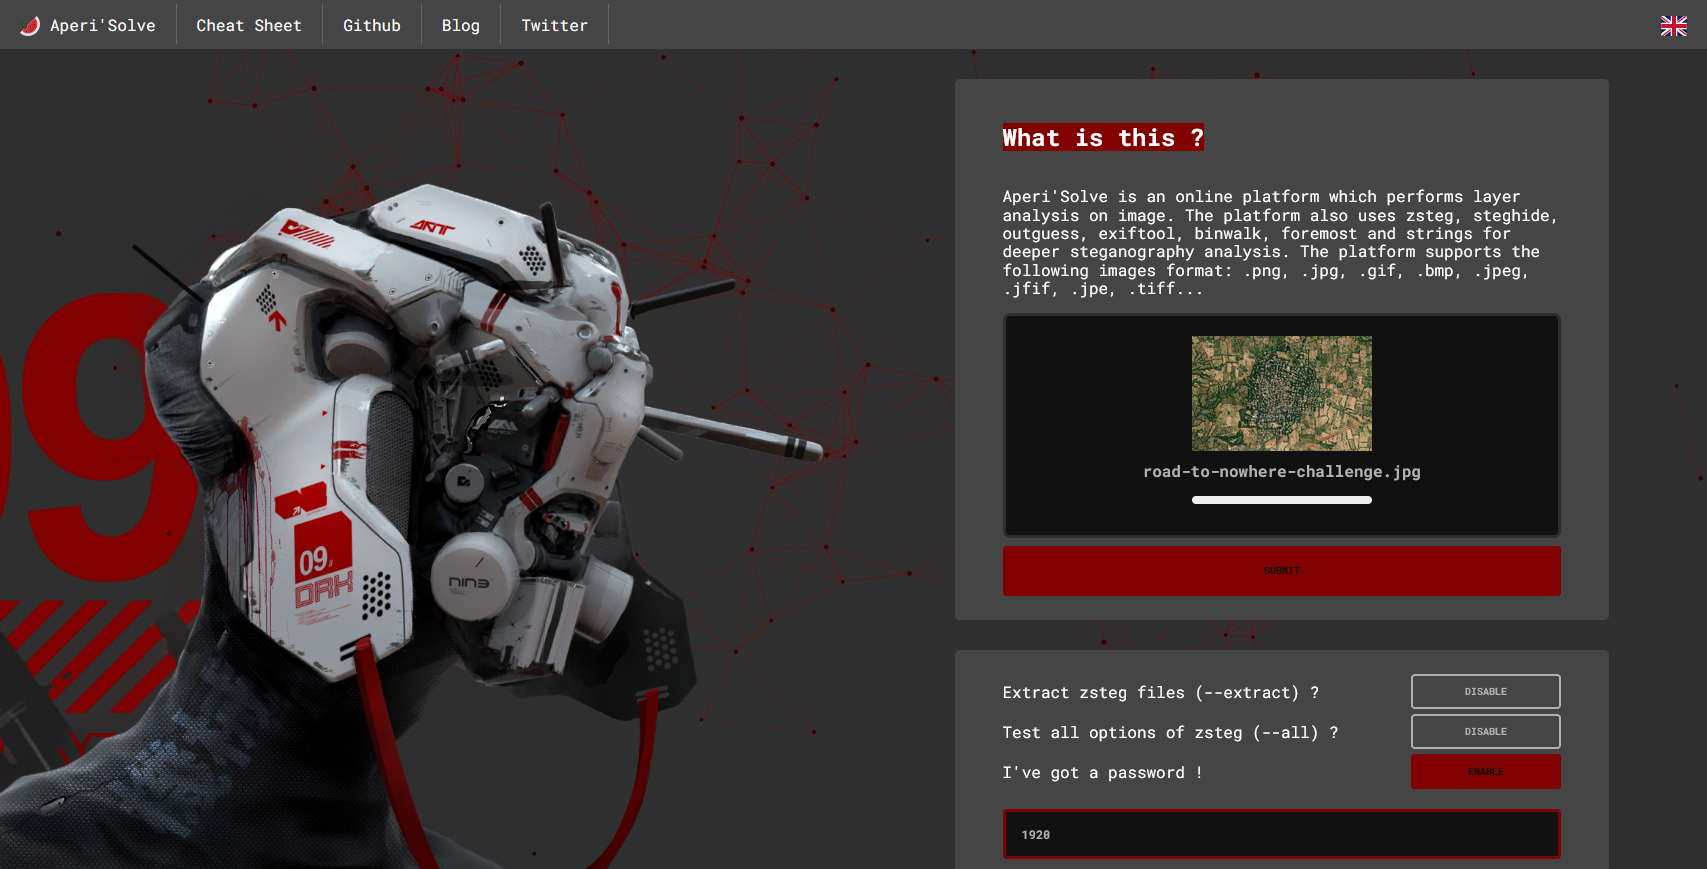 Aperi'Solve
Cheat Sheet
Github
Blog
Twitter
What is this ?
Aperi'Solve is an online platform which performs layer
analysis on image. The platform also uses zsteg, steghide,
outguess, exiftool, binwalk, foremost and strings for
deeper steganography analysis. The platform supports the
following images format: .png, .jpg, .gif, .bmp, .jpeg,
.jfif, .jpe, .tiff...
road-to-nowhere-challenge.jpg
SUBMIT
Extract zsteg files (--extract) ?
DISABLE
Test all options of zsteg (--all) ?
DISABLE
I've got a password !
ENABLE
1920
09
ANT
09//
DRK
NIN3